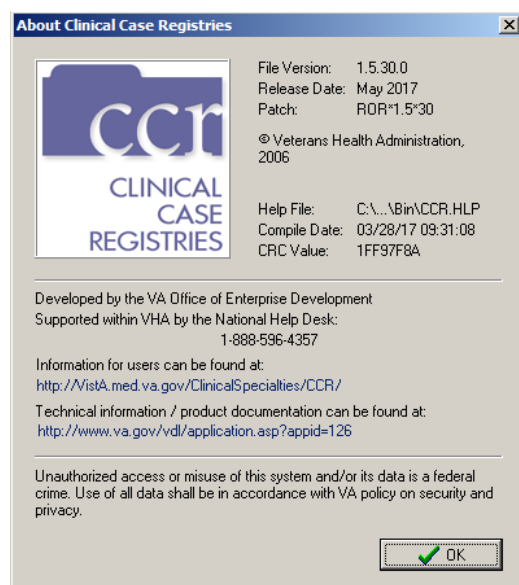 About Clinical Case Registries
ccr
CLINICAL
CASE
REGISTRIES
File Version: 1.5.30.0
Release Date: May 2017
Patch: ROR*1.5*30
© Veterans Health Administration,
2006
Help File: C:\...\Bin\CCR.HLP
Compile Date: 03/28/17 09:31:08
CRC Value: 1FF97F8A
Developed by the VA Office of Enterprise Development
Supported within VHA by the National Help Desk:
1-888-596-4357
Information for users can be found at:
http://VistA.med.va.gov/ClinicalSpecialties/CCR/
Technical information / product documentation can be found at:
http://www.va.gov/vdl/application.asp?appid=126
Unauthorized access or misuse of this system and/or its data is a federal
crime. Use of all data shall be in accordance with VA policy on security and
privacy.
OK